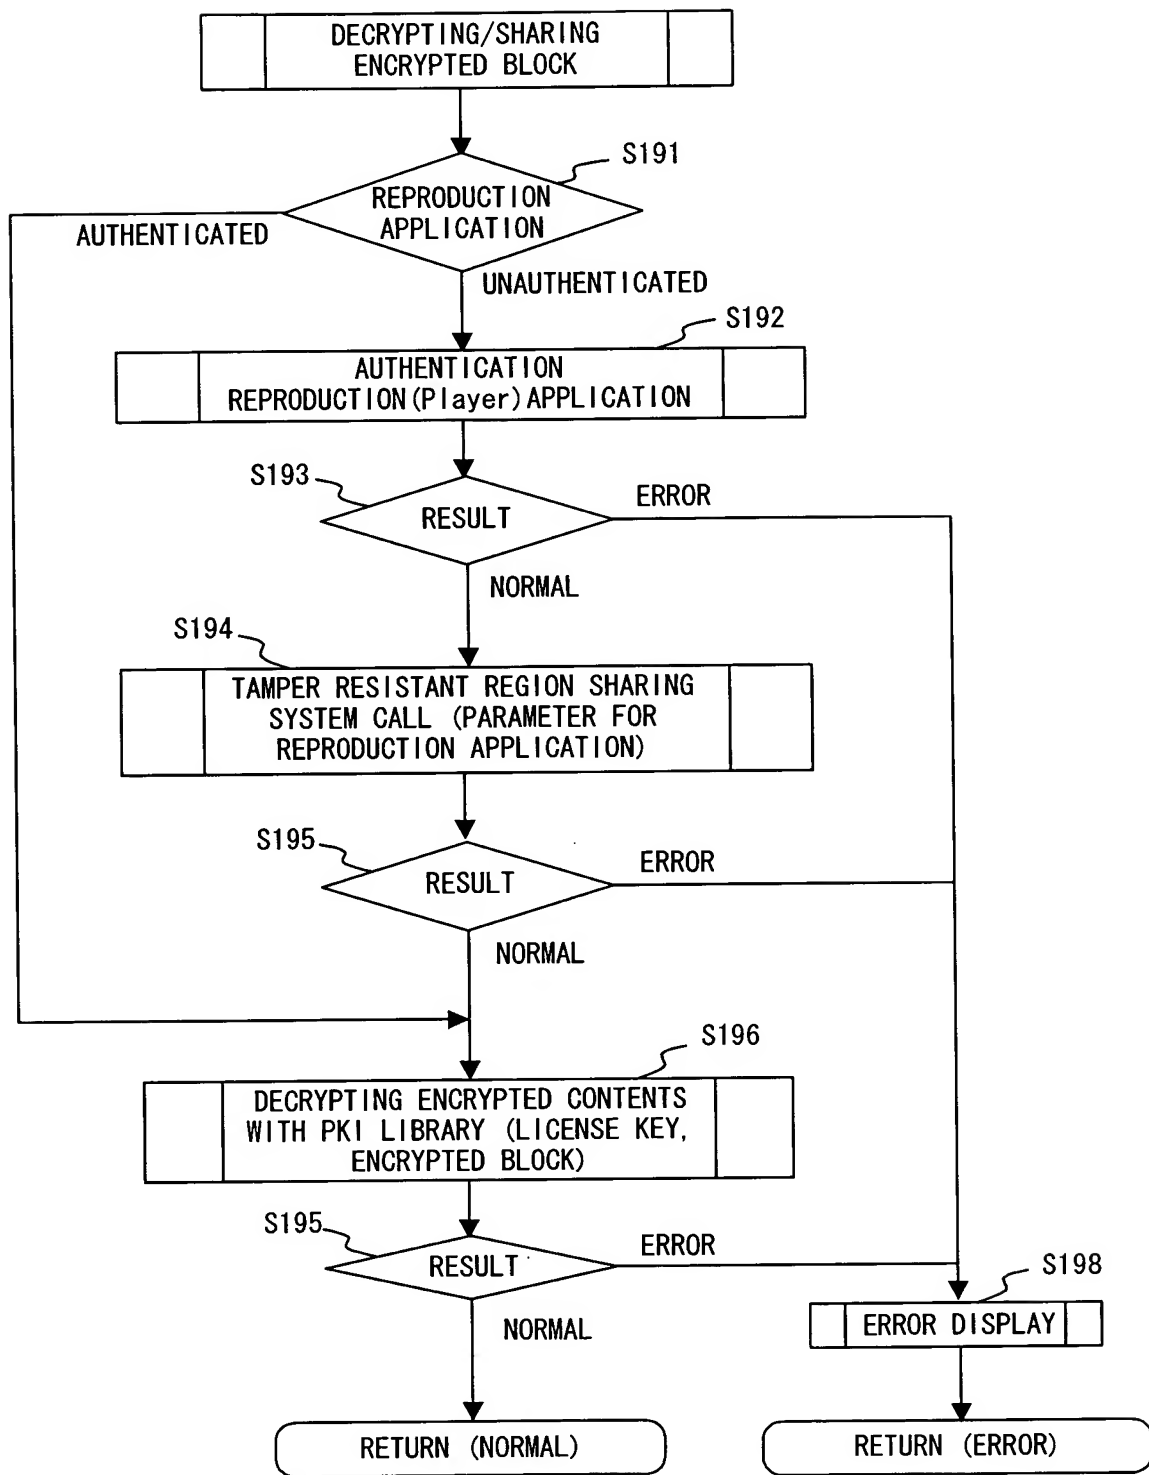 DECRYPTING/SHARING
ENCRYPTED BLOCK
S191
REPRODUCTION
APPLICATION
AUTHENTICATED
UNAUTHENTICATED
S192
AUTHENTICATION
REPRODUCTION(Player)APPLICATION
S193
RESULT
ERROR
NORMAL
S194
TAMPER RESISTANT REGION SHARING
SYSTEM CALL (PARAMETER FOR
REPRODUCTION APPLICATION)
S195
RESULT
ERROR
NORMAL
S196
DECRYPTING ENCRYPTED CONTENTS
WITH PKI LIBRARY (LICENSE KEY,
ENCRYPTED BLOCK)
S195
RESULT
ERROR
NORMAL
S198
ERROR DISPLAY
RETURN (NORMAL)
RETURN (ERROR)